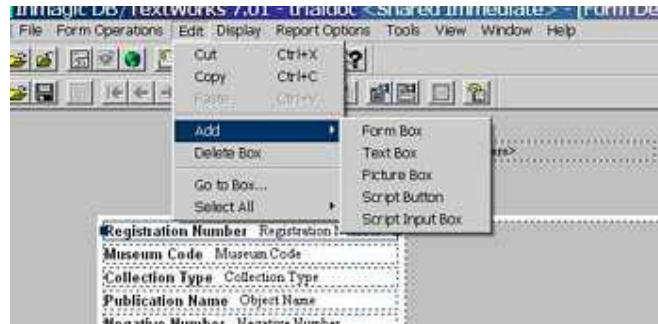 Inmagic DB/TextWorks 7.01 - trialdoc <Shared Immediate> - [Form De
File Form Operations Edit Display Report Options Tools View Window Help
Cut Ctrl+X
Copy Ctrl+C
Paste Ctrl+V
Add
Delete Box
Go to Box...
Select All
Form Box
Text Box
Picture Box
Script Button
Script Input Box
Registration Number Registration
Museum Code Museum Code
Collection Type Collection Type
Publication Name Object Name
Negative Number Negative Number